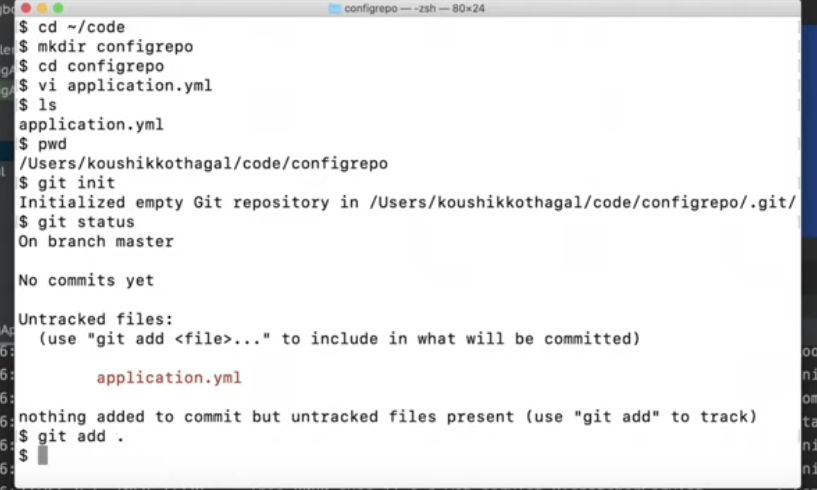 configrepo — -zsh — 80×24
$ cd ~/code
$ mkdir configrepo
$ cd configrepo
$ vi application.yml
$ ls
application.yml
$ pwd
/Users/koushikkothagal/code/configrepo
$ git init
Initialized empty Git repository in /Users/koushikkothagal/code/configrepo/.git/
$ git status
On branch master
No commits yet
Untracked files:
(use "git add <file>..." to include in what will be committed)
application.yml
nothing added to commit but untracked files present (use "git add" to track)
$ git add .
$